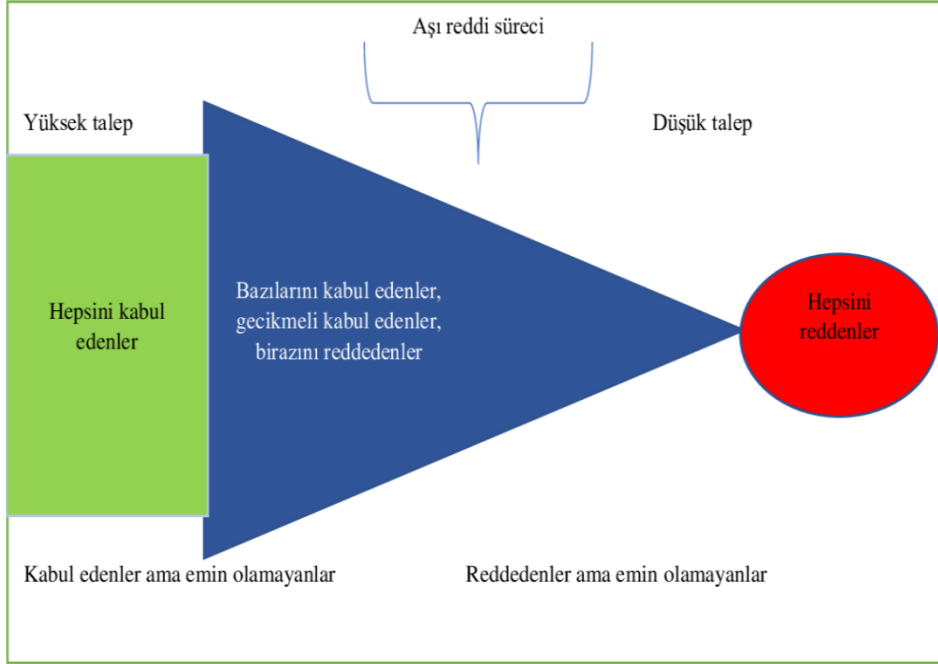 Aşı reddi süreci
Yüksek talep
Düşük talep
Hepsini kabul
edenler
Bazılarını kabul edenler,
gecikmeli kabul edenler,
birazını reddedenler
Hepsini
reddenler
Kabul edenler ama emin olamayanlar
Reddedenler ama emin olamayanlar